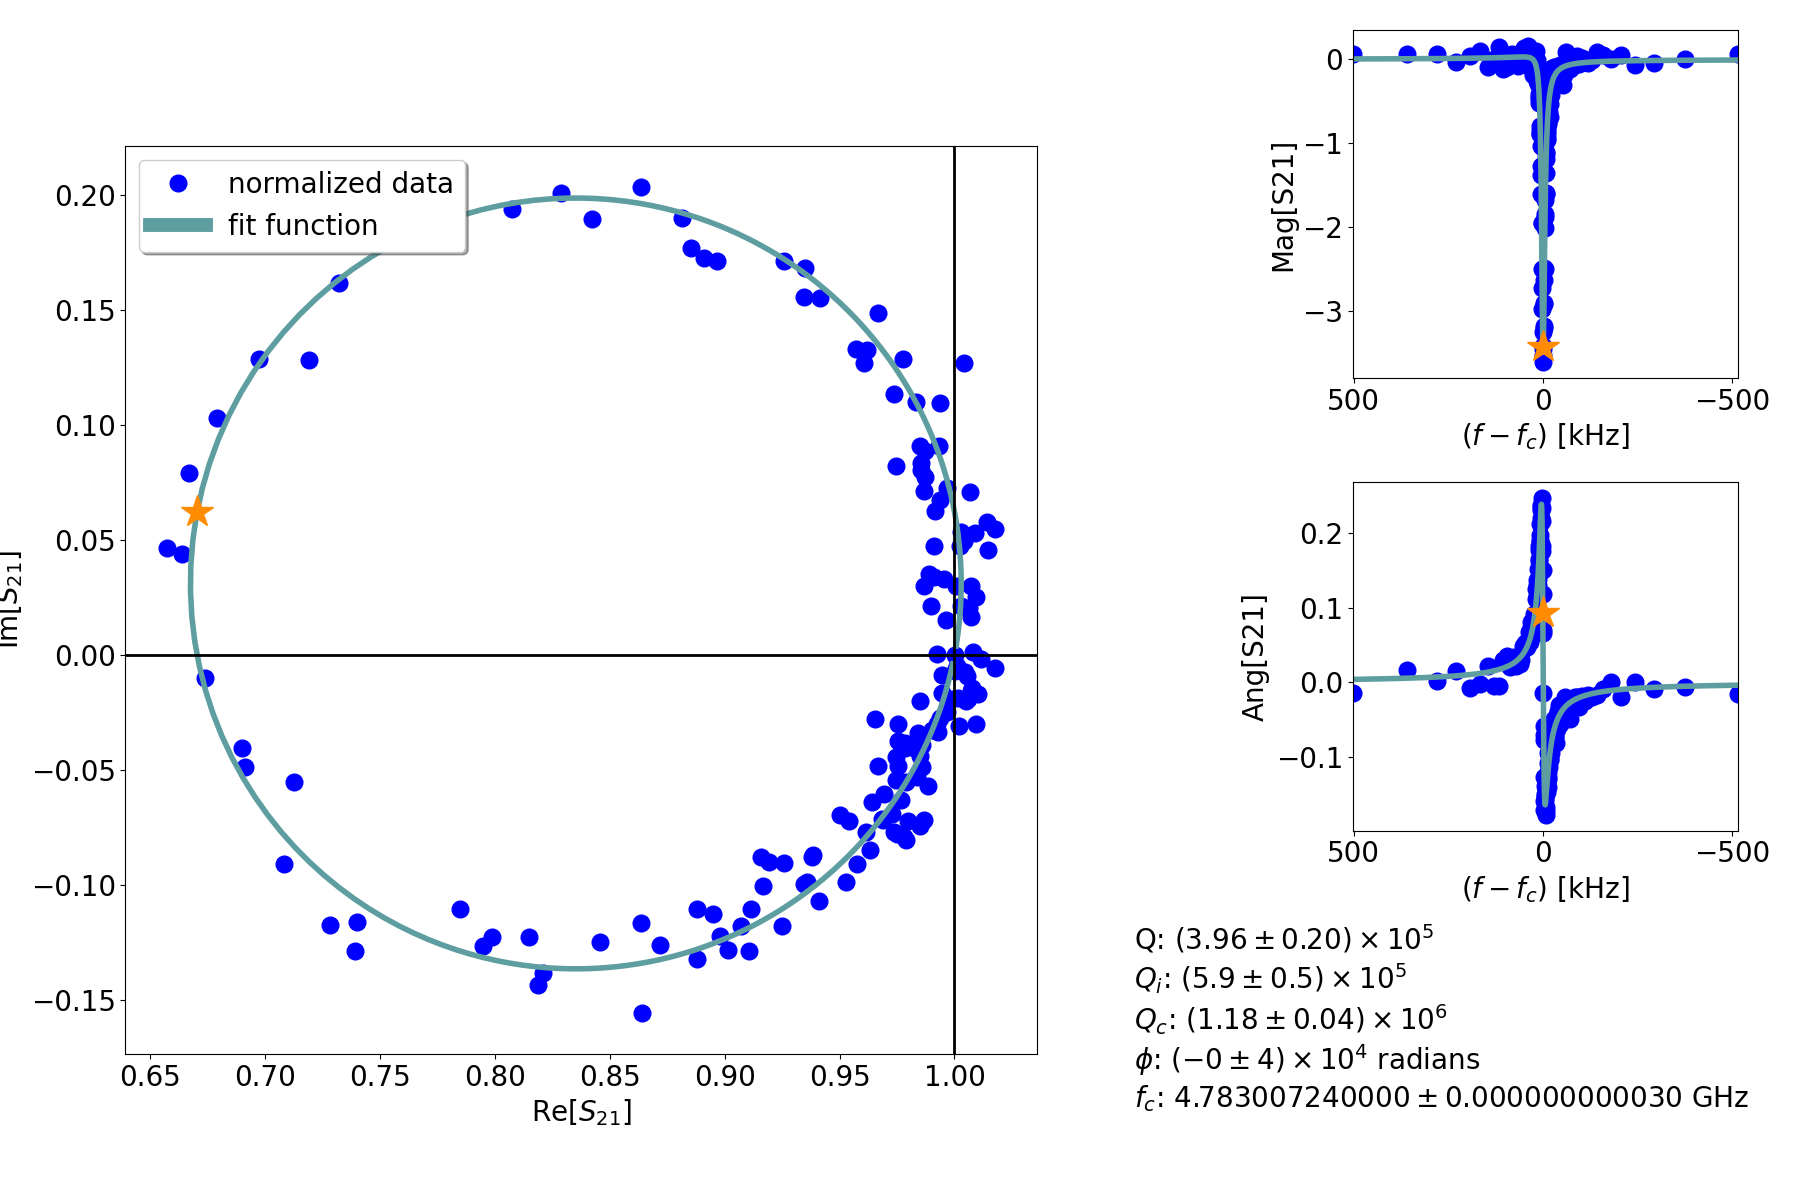 normalized data
fit function
0.20
0.15
0.10
0.05
0.00
−0.05
−0.10
−0.15
Im[S21]
0.65 0.70 0.75 0.80 0.85 0.90 0.95 1.00
Re[S21]
0
−1
−2
−3
Mag[S21]
500 0 −500
(f − fc) [kHz]
0.2
0.1
0.0
−0.1
Ang[S21]
500 0 −500
(f − fc) [kHz]
Q: (3.96 ± 0.20) × 10^5
Qi: (5.9 ± 0.5) × 10^5
Qc: (1.18 ± 0.04) × 10^6
ϕ: (−0 ± 4) × 10^4 radians
fc: 4.783007240000 ± 0.000000000030 GHz